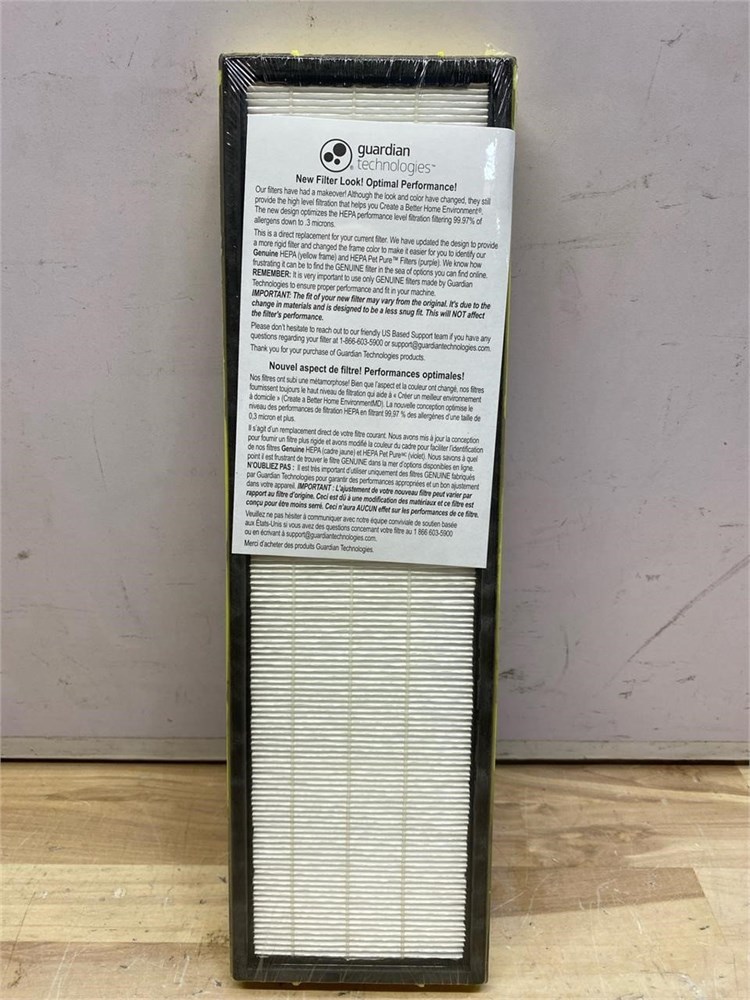 guardian
technologies™
New Filter Look! Optimal Performance!
Our filters have had a makeover! Although the look and color have changed, they still
provide the high level filtration that helps you Create a Better Home Environment®.
The new design optimizes the HEPA performance level filtration filtering 99.97% of
allergens down to .3 microns.
This is a direct replacement for your current filter. We have updated the design to provide
a more rigid filter and changed the frame color to make it easier for you to identify our
Genuine HEPA (yellow frame) and HEPA Pet Pure™ Filters (purple). We know how
frustrating it can be to find the GENUINE filter in the sea of options you can find online.
REMEMBER: It is very important to use only GENUINE filters made by Guardian
Technologies to ensure proper performance and fit in your machine.
IMPORTANT: The fit of your new filter may vary from the original. It's due to the
change in materials and is designed to be a less snug fit. This will NOT affect
the filter's performance.
Please don't hesitate to reach out to our friendly US Based Support team if you have any
questions regarding your filter at 1-866-603-5900 or support@guardiantechnologies.com.
Thank you for your purchase of Guardian Technologies products.
Nouvel aspect de filtre! Performances optimales!
Nos filtres ont subi une métamorphose! Bien que l'aspect et la couleur ont changé, nos filtres
fournissent toujours le haut niveau de filtration qui aide à « Créer un meilleur environnement
à domicile » (Create a Better Home EnvironmentMD). La nouvelle conception optimise le
niveau des performances de filtration HEPA en filtrant 99,97 % des allergènes d'une taille de
0,3 micron et plus.
Il s'agit d'un remplacement direct de votre filtre courant. Nous avons mis à jour la conception
pour fournir un filtre plus rigide et avons modifié la couleur du cadre pour faciliter l'identification
de nos filtres Genuine HEPA (cadre jaune) et HEPA Pet Pure MC (violet). Nous savons à quel
point il est frustrant de trouver le filtre GENUINE dans la mer d'options disponibles en ligne.
N'OUBLIEZ PAS : Il est très important d'utiliser uniquement des filtres GENUINE fabriqués
par Guardian Technologies pour garantir des performances appropriées et un bon ajustement
dans votre appareil. IMPORTANT : L'ajustement de votre nouveau filtre peut varier par
rapport au filtre d'origine. Ceci est dû à une modification des matériaux et ce filtre est
conçu pour être moins serré. Ceci n'aura AUCUN effet sur les performances de ce filtre.
Veuillez ne pas hésiter à communiquer avec notre équipe conviviale de soutien basée
aux États-Unis si vous avez des questions concernant votre filtre au 1 866 603-5900
ou en écrivant à support@guardiantechnologies.com.
Merci d'acheter des produits Guardian Technologies.